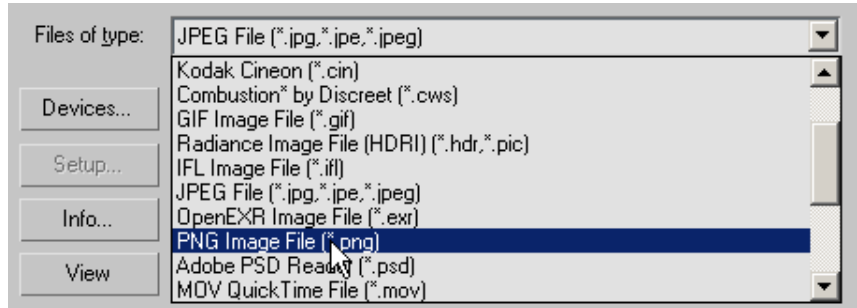 Files of type: JPEG File (*.jpg,*.jpe,*.jpeg)
Kodak Cineon (*.cin)
Devices... Combustion* by Discreet (*.cws)
GIF Image File (*.gif)
Radiance Image File (HDRI) (*.hdr,*.pic)
Setup... IFL Image File (*.ifl)
JPEG File (*.jpg,*.jpe,*.jpeg)
Info... OpenEXR Image File (*.exr)
PNG Image File (*.png)
View Adobe PSD Reader (*.psd)
MOV QuickTime File (*.mov)